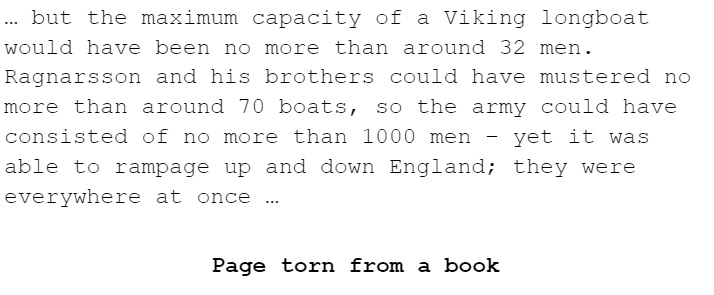 … but the maximum capacity of a Viking longboat
would have been no more than around 32 men.
Ragnarsson and his brothers could have mustered no
more than around 70 boats, so the army could have
consisted of no more than 1000 men – yet it was
able to rampage up and down England; they were
everywhere at once …
Page torn from a book